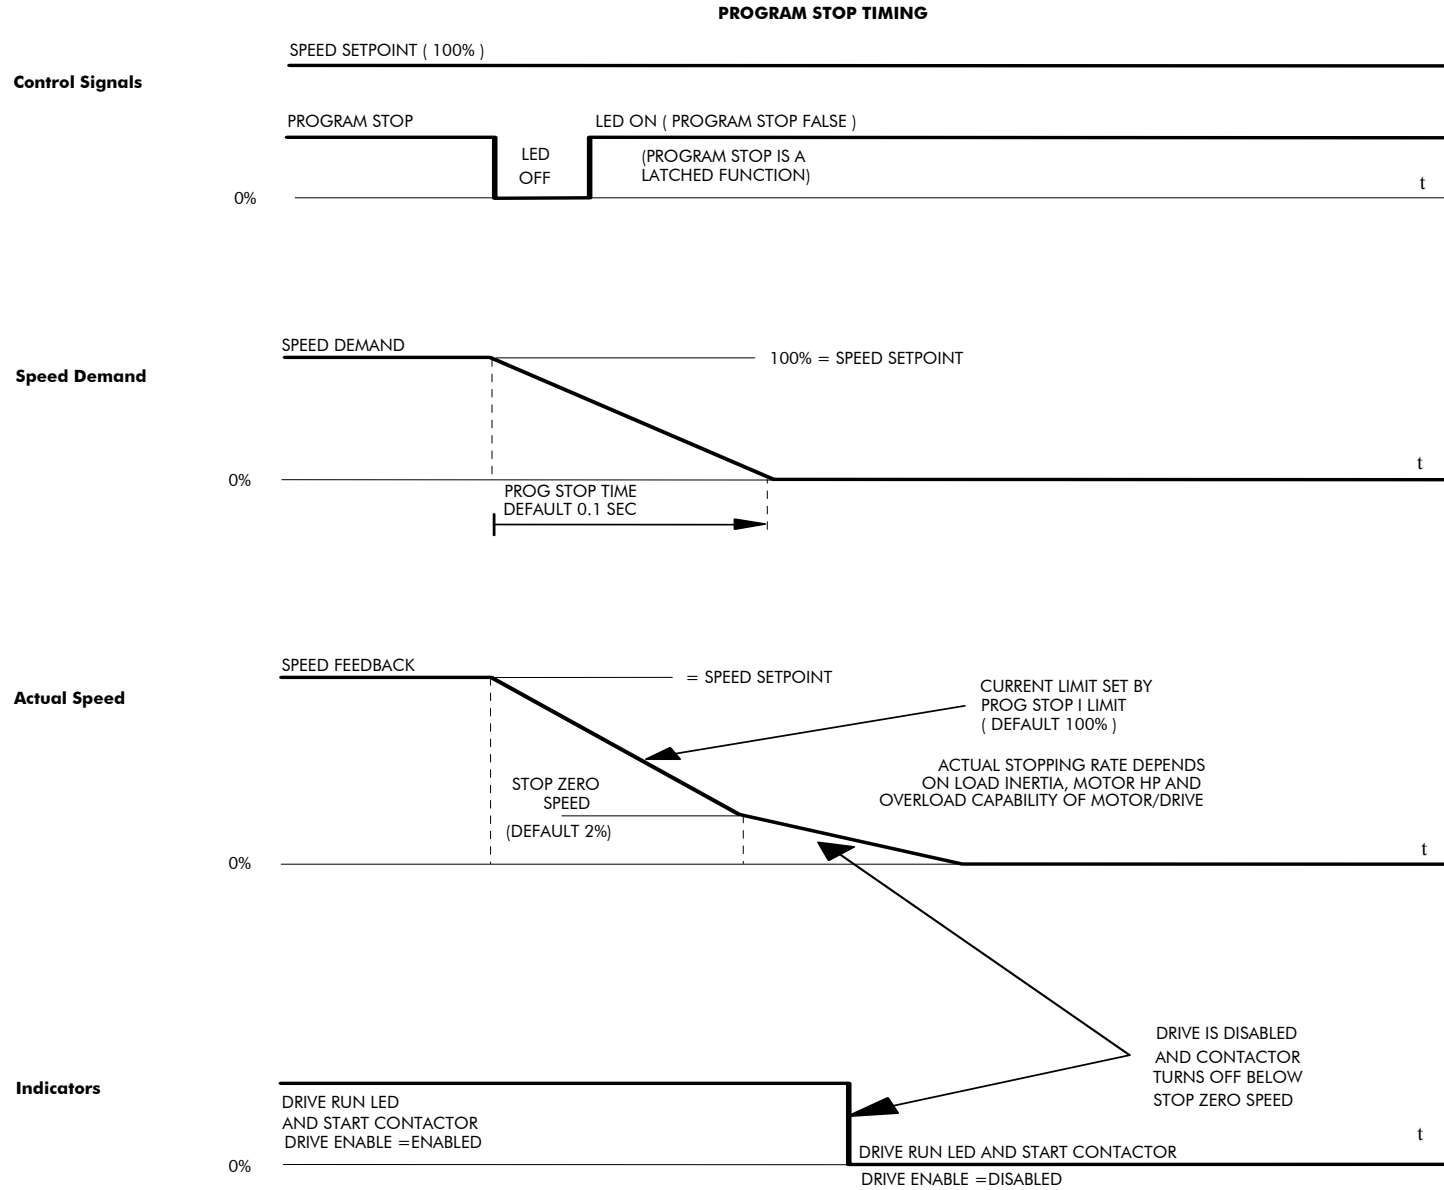 PROGRAM STOP TIMING
SPEED SETPOINT ( 100% )
Control Signals
PROGRAM STOP
LED ON ( PROGRAM STOP FALSE )
LED
OFF
(PROGRAM STOP IS A
LATCHED FUNCTION)
t
0%
SPEED DEMAND
100% = SPEED SETPOINT
Speed Demand
t
0%
PROG STOP TIME
DEFAULT 0.1 SEC
SPEED FEEDBACK
= SPEED SETPOINT
Actual Speed
CURRENT LIMIT SET BY
PROG STOP I LIMIT
( DEFAULT 100% )
ACTUAL STOPPING RATE DEPENDS
ON LOAD INERTIA, MOTOR HP AND
OVERLOAD CAPABILITY OF MOTOR/DRIVE
STOP ZERO
SPEED
(DEFAULT 2%)
t
0%
DRIVE IS DISABLED
AND CONTACTOR
TURNS OFF BELOW
STOP ZERO SPEED
Indicators
DRIVE RUN LED
AND START CONTACTOR
DRIVE ENABLE =ENABLED
t
0%
DRIVE RUN LED AND START CONTACTOR
DRIVE ENABLE =DISABLED